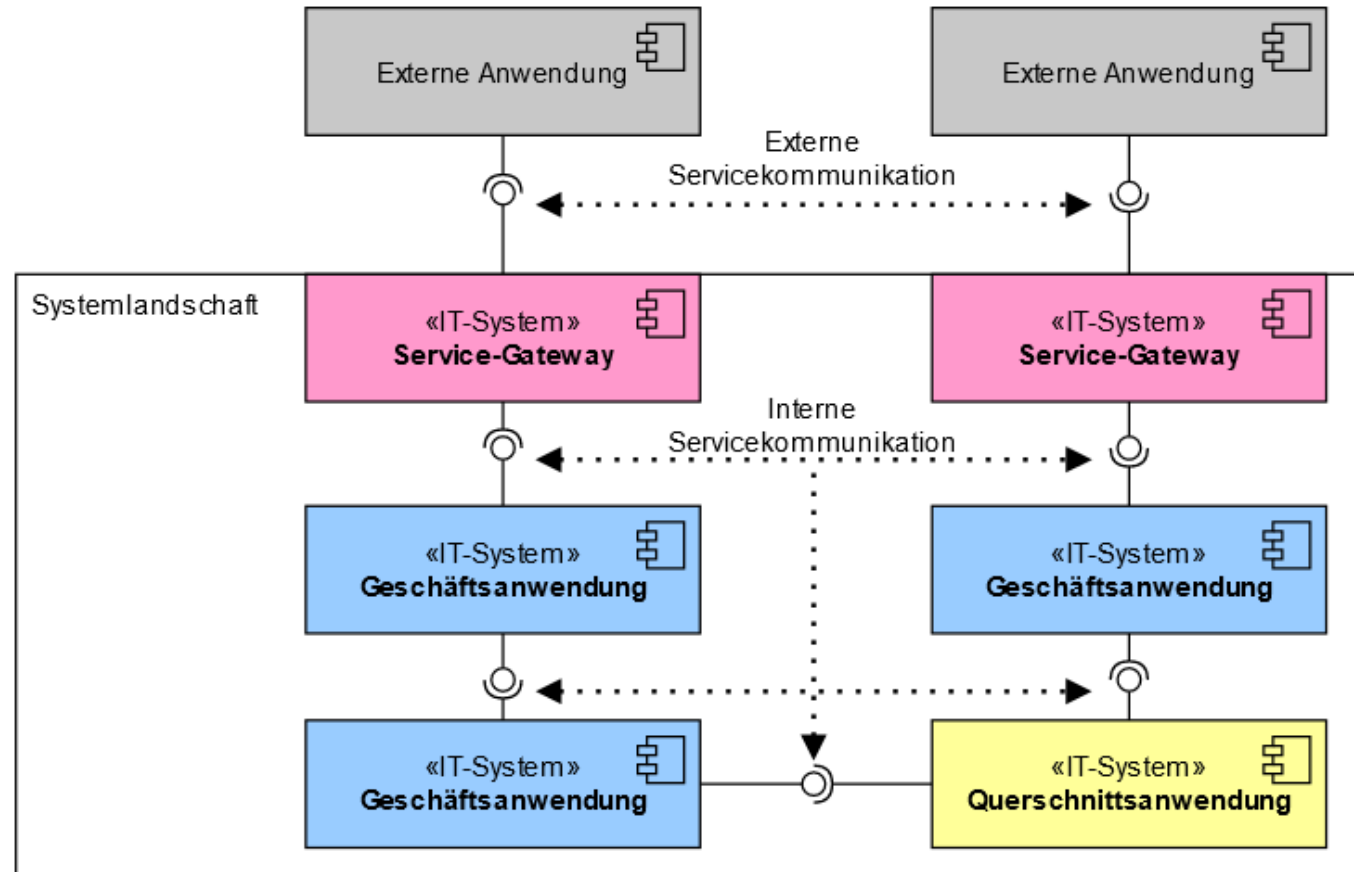 Externe Anwendung
Externe Anwendung
Externe
Servicekommunikation
Systemlandschaft
«IT-System»
Service-Gateway
«IT-System»
Service-Gateway
Interne
Servicekommunikation
«IT-System»
Geschäftsanwendung
«IT-System»
Geschäftsanwendung
«IT-System»
Geschäftsanwendung
«IT-System»
Querschnittsanwendung